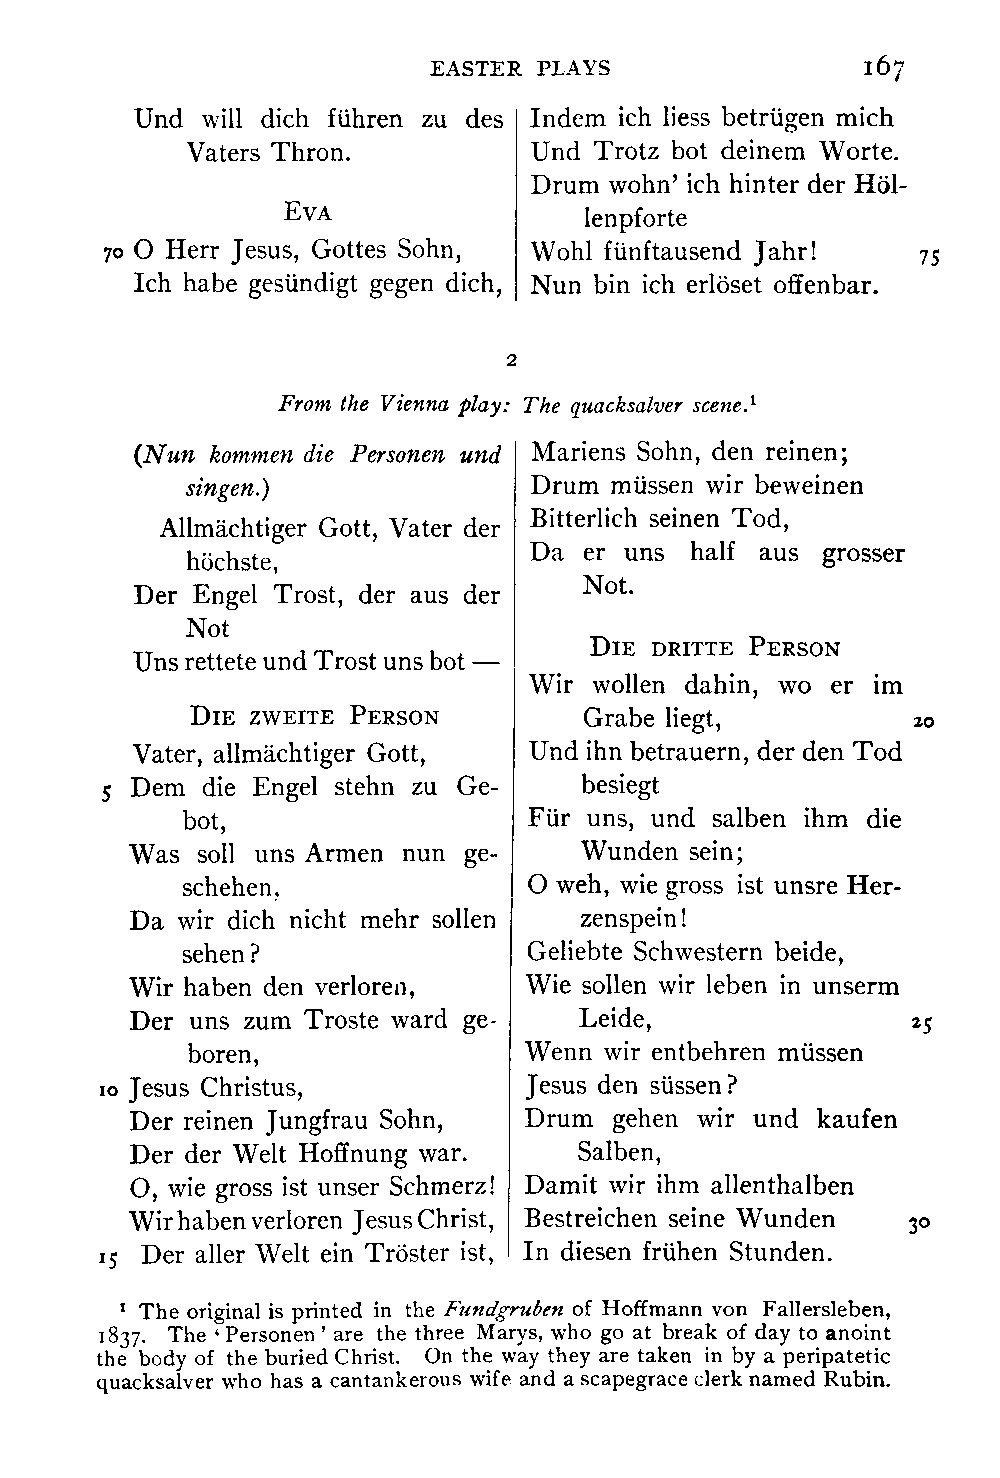 EASTER PLAYS 167
Und will dich führen zu des
Vaters Thron.
EVA
70 O Herr Jesus, Gottes Sohn,
Ich habe gesündigt gegen dich,
Indem ich liess betrügen mich
Und Trotz bot deinem Worte.
Drum wohn' ich hinter der Höl-
lenpforte
Wohl fünftausend Jahr! 75
Nun bin ich erlöset offenbar.
2
From the Vienna play: The quacksalver scene.¹
(Nun kommen die Personen und
singen.)
Allmächtiger Gott, Vater der
höchste,
Der Engel Trost, der aus der
Not
Uns rettete und Trost uns bot —
DIE ZWEITE PERSON
Vater, allmächtiger Gott,
5 Dem die Engel stehn zu Ge-
bot,
Was soll uns Armen nun ge-
schehen,
Da wir dich nicht mehr sollen
sehen?
Wir haben den verloren,
Der uns zum Troste ward ge-
boren,
10 Jesus Christus,
Der reinen Jungfrau Sohn,
Der der Welt Hoffnung war.
O, wie gross ist unser Schmerz!
Wir haben verloren Jesus Christ,
15 Der aller Welt ein Tröster ist,
Mariens Sohn, den reinen;
Drum müssen wir beweinen
Bitterlich seinen Tod,
Da er uns half aus grosser
Not.
DIE DRITTE PERSON
Wir wollen dahin, wo er im
Grabe liegt, 20
Und ihn betrauern, der den Tod
besiegt
Für uns, und salben ihm die
Wunden sein;
O weh, wie gross ist unsre Her-
zenspein!
Geliebte Schwestern beide,
Wie sollen wir leben in unserm
Leide, 25
Wenn wir entbehren müssen
Jesus den süssen?
Drum gehen wir und kaufen
Salben,
Damit wir ihm allenthalben
Bestreichen seine Wunden 30
In diesen frühen Stunden.
¹ The original is printed in the Fundgruben of Hoffmann von Fallersleben,
1837. The ‘Personen’ are the three Marys, who go at break of day to anoint
the body of the buried Christ. On the way they are taken in by a peripatetic
quacksalver who has a cantankerous wife and a scapegrace clerk named Rubin.